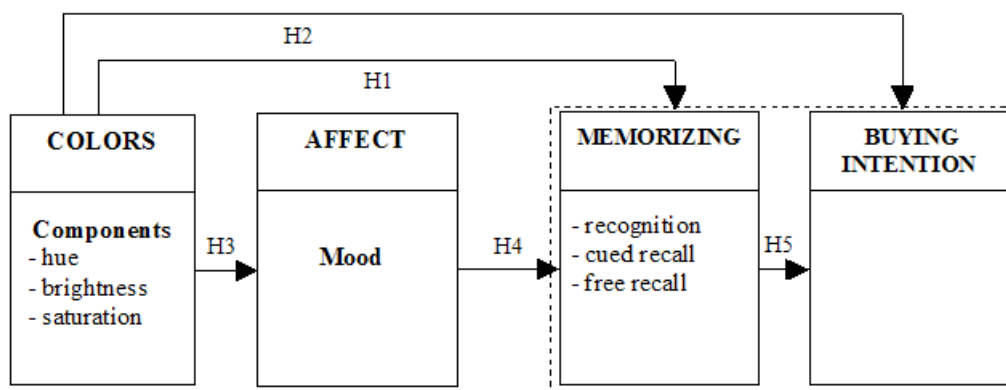 H2
H1
COLORS
AFFECT
MEMORIZING
BUYING
INTENTION
Components
- hue
- brightness
- saturation
H3
Mood
H4
- recognition
- cued recall
- free recall
H5